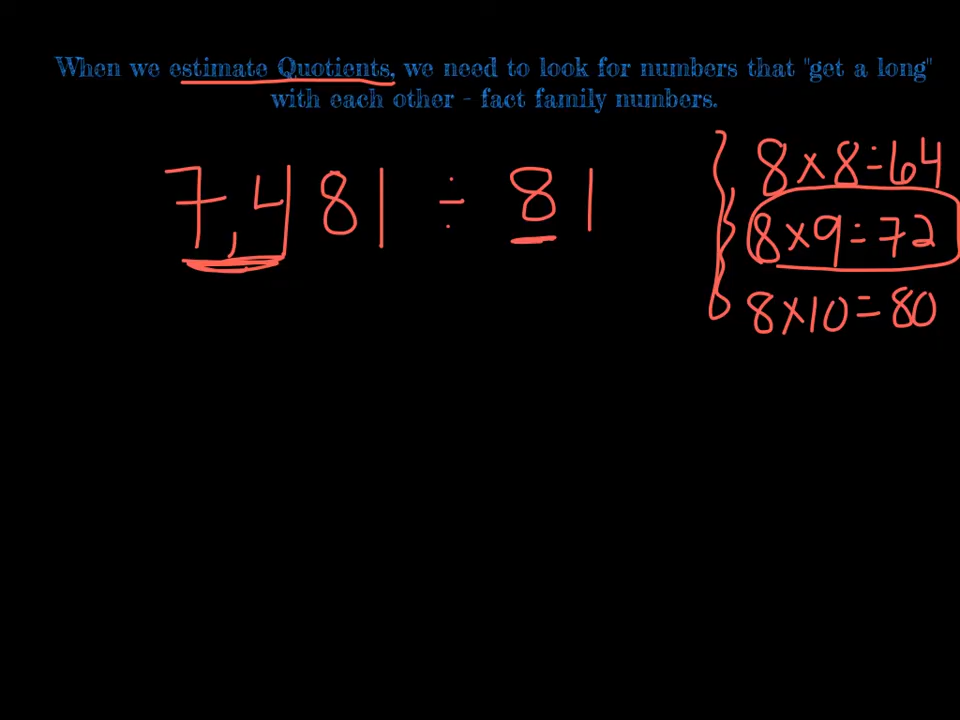 When we estimate Quotients, we need to look for numbers that "get a long"
with each other - fact family numbers.
7,481 ÷ 81
8×8=64
8×9=72
8×10=80